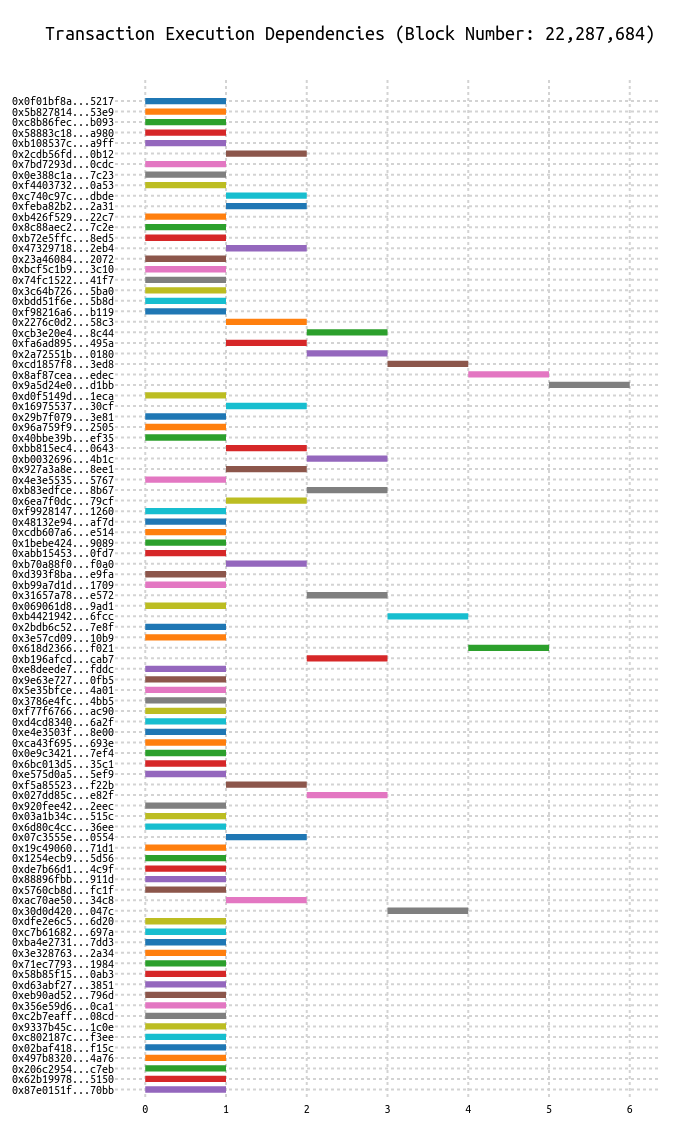 Transaction Execution Dependencies (Block Number: 22,287,684)
0x0f01bf8a...5217
0x5b827814...53e9
0xc8b86fec...b093
0x58883c18...a980
0xb108537c...a9ff
0x2cdb56fd...0b12
0x7bd7293d...0cdc
0x0e388c1a...7c23
0xf4403732...0a53
0xc740c97c...dbde
0xfeba82b2...2a31
0xb426f529...22c7
0x8c88aec2...7c2e
0xb72e5ffc...8ed5
0x47329718...2eb4
0x23a46084...2072
0xbcf5c1b9...3c10
0x74fc1522...41f7
0x3c64b726...5ba0
0xbdd51f6e...5b8d
0xf98216a6...b119
0x2276c0d2...58c3
0xcb3e20e4...8c44
0xfa6ad895...495a
0x2a72551b...0180
0xcd1857f8...3ed8
0x8af87cea...edec
0x9a5d24e0...d1bb
0xd0f5149d...1eca
0x16975537...30cf
0x29b7f079...3e81
0x96a759f9...2505
0x40bbe39b...ef35
0xbb815ec4...0643
0xb0032696...4b1c
0x927a3a8e...8ee1
0x4e3e5535...5767
0xb83edfce...8b67
0x6ea7f0dc...79cf
0xf9928147...1260
0x48132e94...af7d
0xcdb607a6...e514
0x1bebe424...9089
0xabb15453...0fd7
0xb70a88f0...f0a0
0xd393f8ba...e9fa
0xb99a7d1d...1709
0x31657a78...e572
0x069061d8...9ad1
0xb4421942...6fcc
0x2bdb6c52...7e8f
0x3e57cd09...10b9
0x618d2366...f021
0xb196afcd...cab7
0xe8deede7...fddc
0x9e63e727...0fb5
0x5e35bfce...4a01
0x3786e4fc...4bb5
0xf77f6766...ac90
0xd4cd8340...6a2f
0xe4e3503f...8e00
0xca43f695...693e
0x0e9c3421...7ef4
0x6bc013d5...35c1
0xe575d0a5...5ef9
0xf5a85523...f22b
0x027dd85c...e82f
0x920fee42...2eec
0x03a1b34c...515c
0x6d80c4cc...36ee
0x07c3555e...0554
0x19c49060...71d1
0x1254ecb9...5d56
0xde7b66d1...4c9f
0x88896fbb...911d
0x5760cb8d...fc1f
0xac70ae50...34c8
0x30d0d420...047c
0xdfe2e6c5...6d20
0xc7b61682...697a
0xba4e2731...7dd3
0x3e328763...2a34
0x71ec7793...1984
0x58b85f15...0ab3
0xd63abf27...3851
0xeb90ad52...796d
0x356e59d6...0ca1
0xc2b7eaff...08cd
0x9337b45c...1c0e
0xc802187c...f3ee
0x02baf418...f15c
0x497b8320...4a76
0x206c2954...c7eb
0x62b19978...5150
0x87e0151f...70bb
0 1 2 3 4 5 6